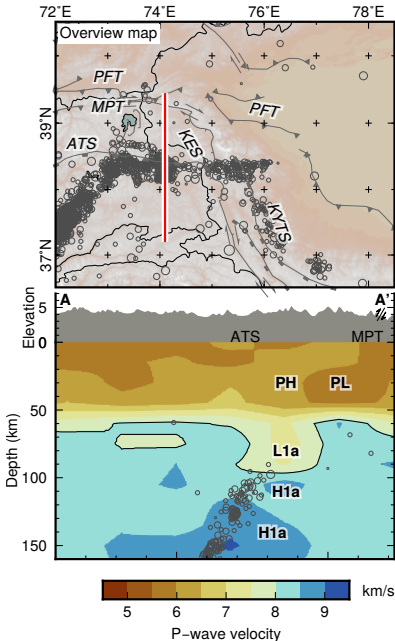 72°E 74°E 76°E 78°E
Overview map
PFT
MPT
PFT
39°N
KES
ATS
KYTS
37°N
A A'
Elevation
5
ATS MPT
0
PH PL
50
L1a
Depth (km)
100
H1a
H1a
150
km/s
5 6 7 8 9
P−wave velocity